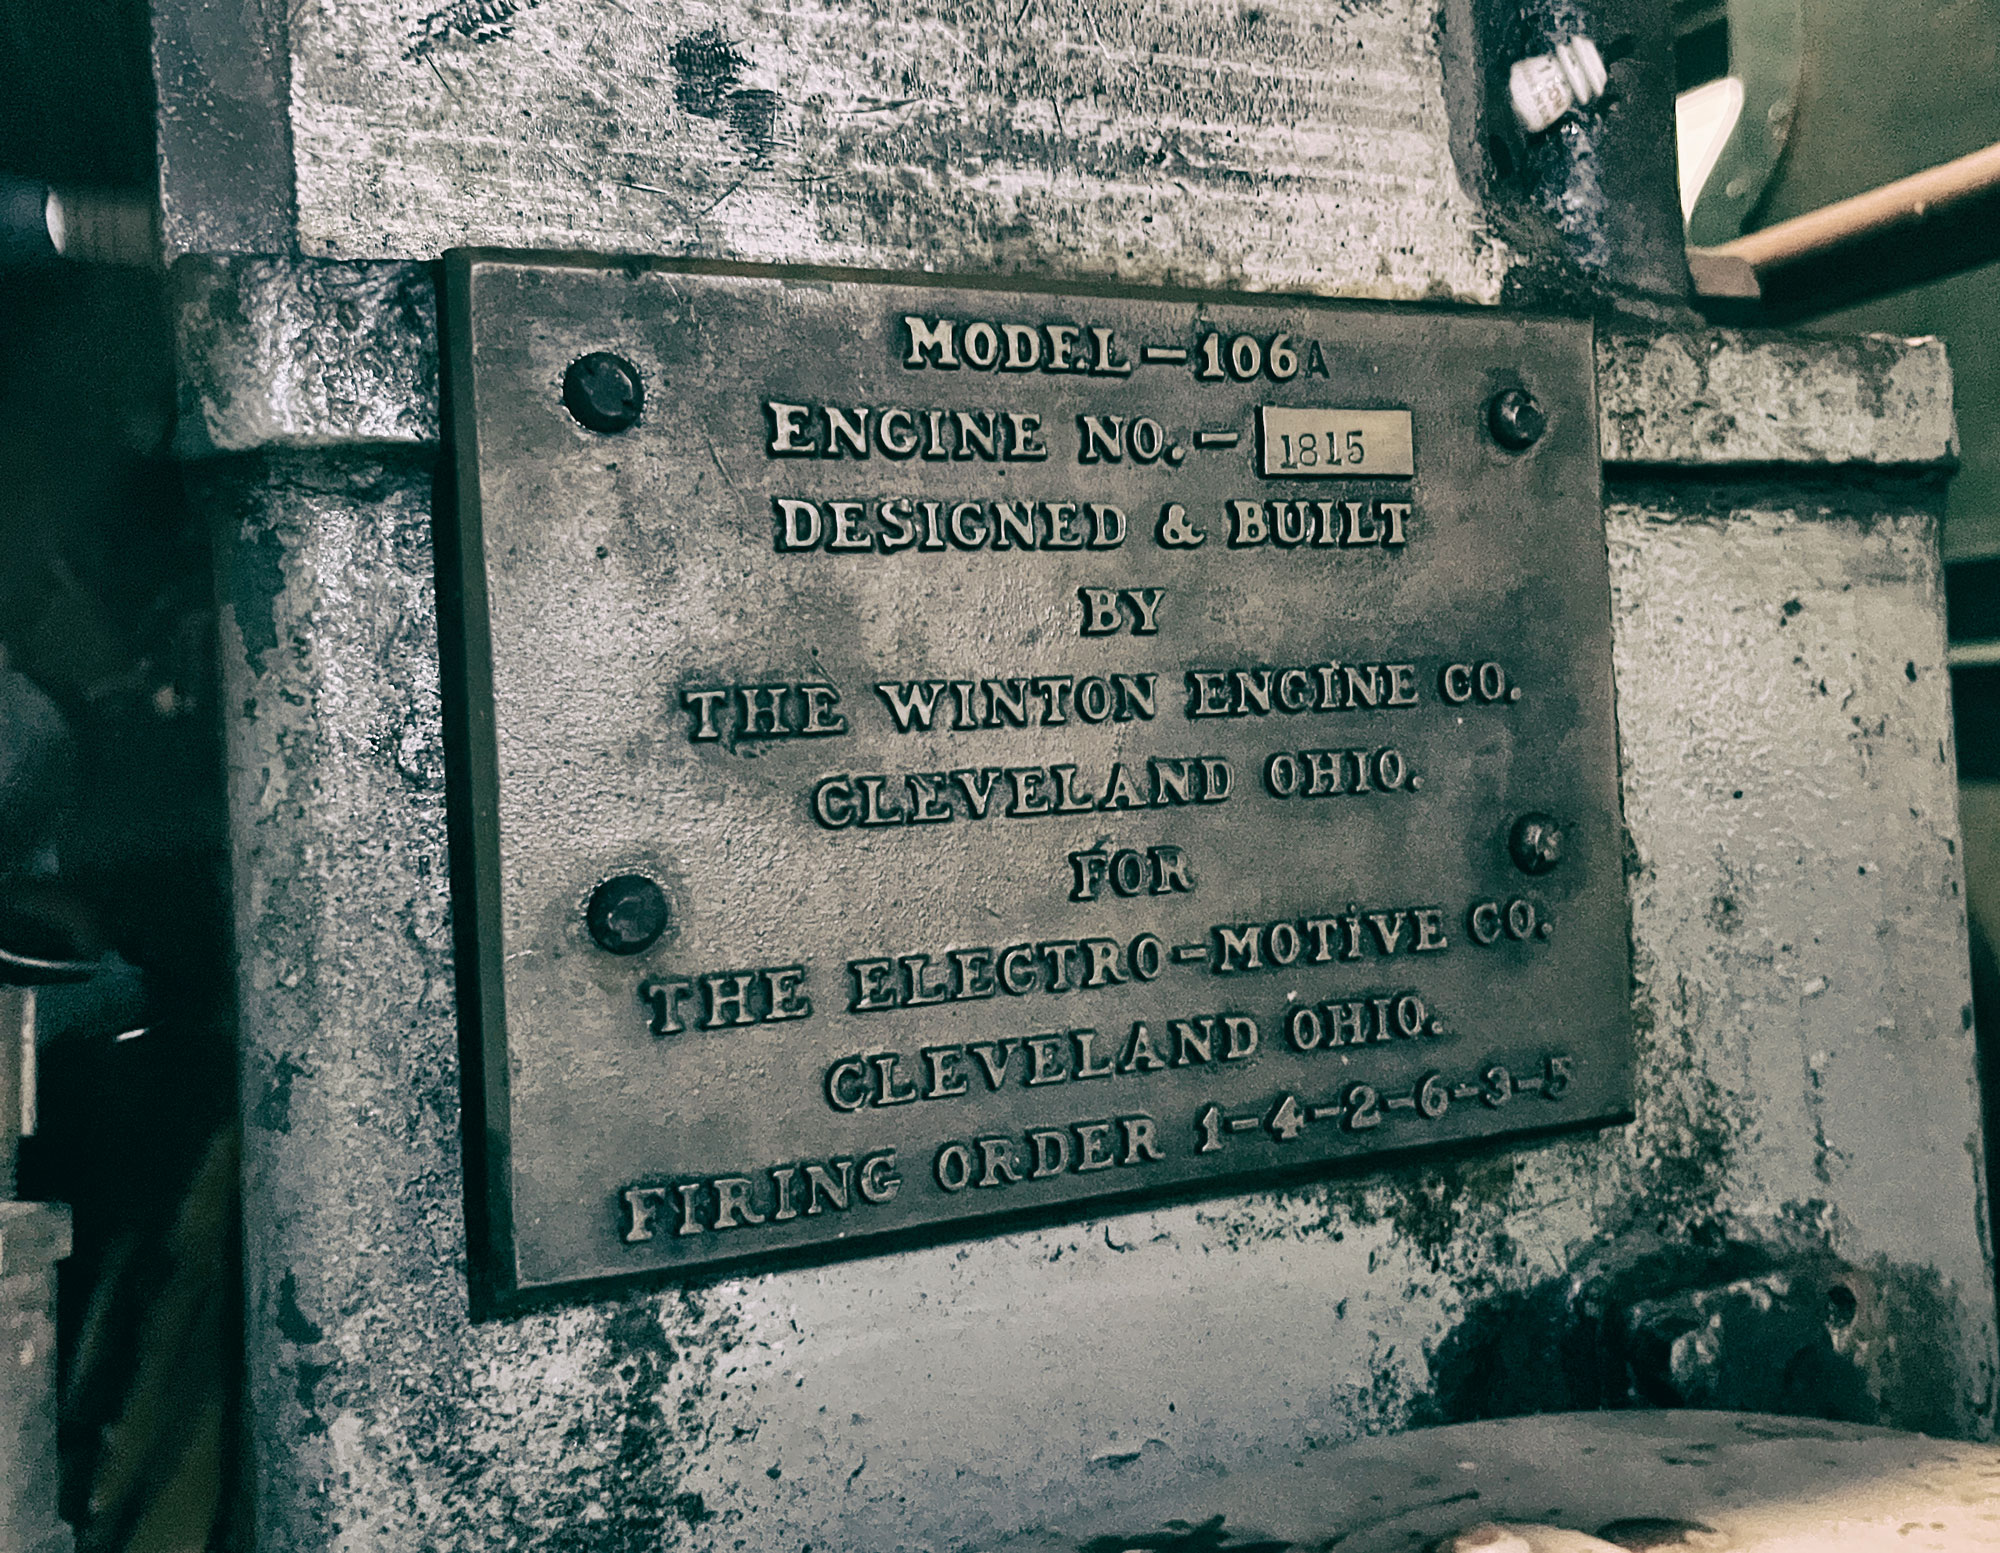 MODEL-106A
ENGINE NO.- 1815
DESIGNED & BUILT
BY
THE WINTON ENGINE CO.
CLEVELAND OHIO.
FOR
THE ELECTRO-MOTIVE CO.
CLEVELAND OHIO.
FIRING ORDER 1-4-2-6-3-5